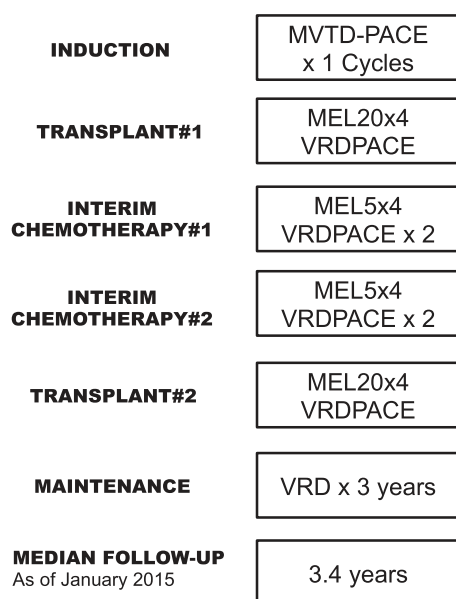 INDUCTION
MVTD-PACE
x 1 Cycles
TRANSPLANT#1
MEL20x4
VRDPACE
INTERIM
CHEMOTHERAPY#1
MEL5x4
VRDPACE x 2
INTERIM
CHEMOTHERAPY#2
MEL5x4
VRDPACE x 2
TRANSPLANT#2
MEL20x4
VRDPACE
MAINTENANCE
VRD x 3 years
MEDIAN FOLLOW-UP
As of January 2015
3.4 years